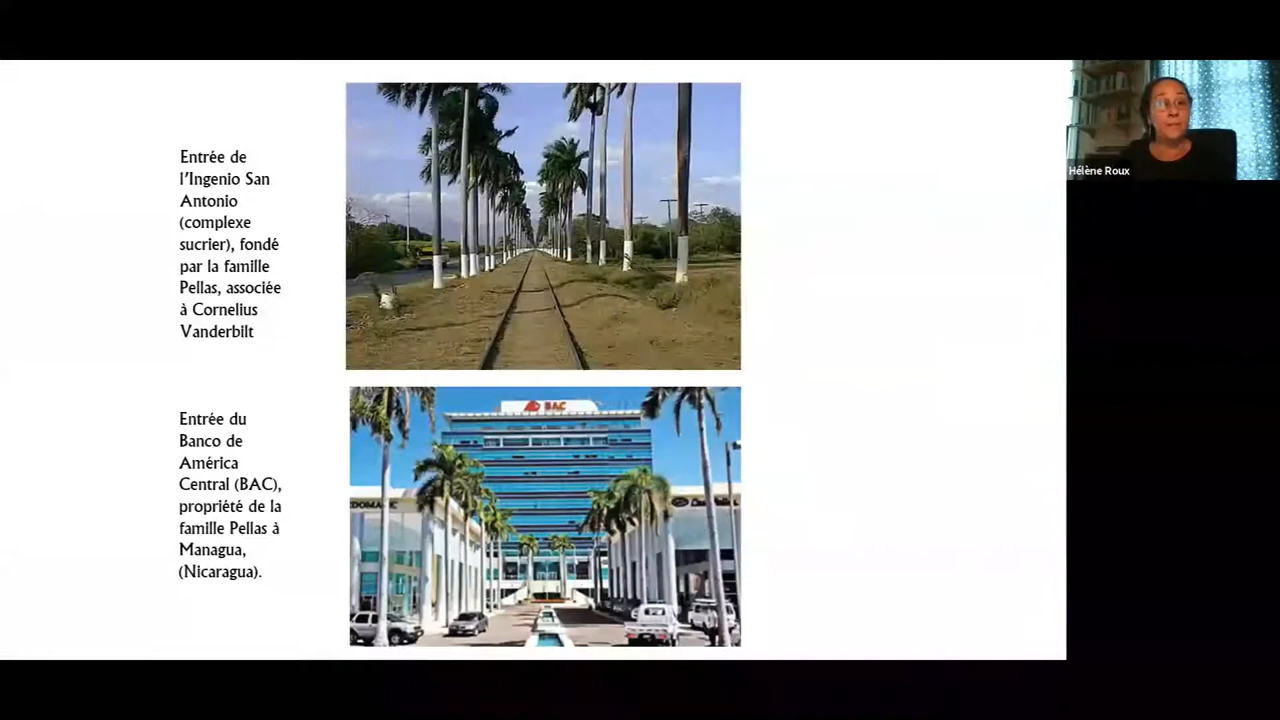 Entrée de
l'Ingenio San
Antonio
(complexe
sucrier), fondé
par la famille
Pellas, associée
à Cornelius
Vanderbilt
BAC
Entrée du
Banco de
América
Central (BAC),
propriété de la
famille Pellas à
Managua,
(Nicaragua).
Hélène Roux